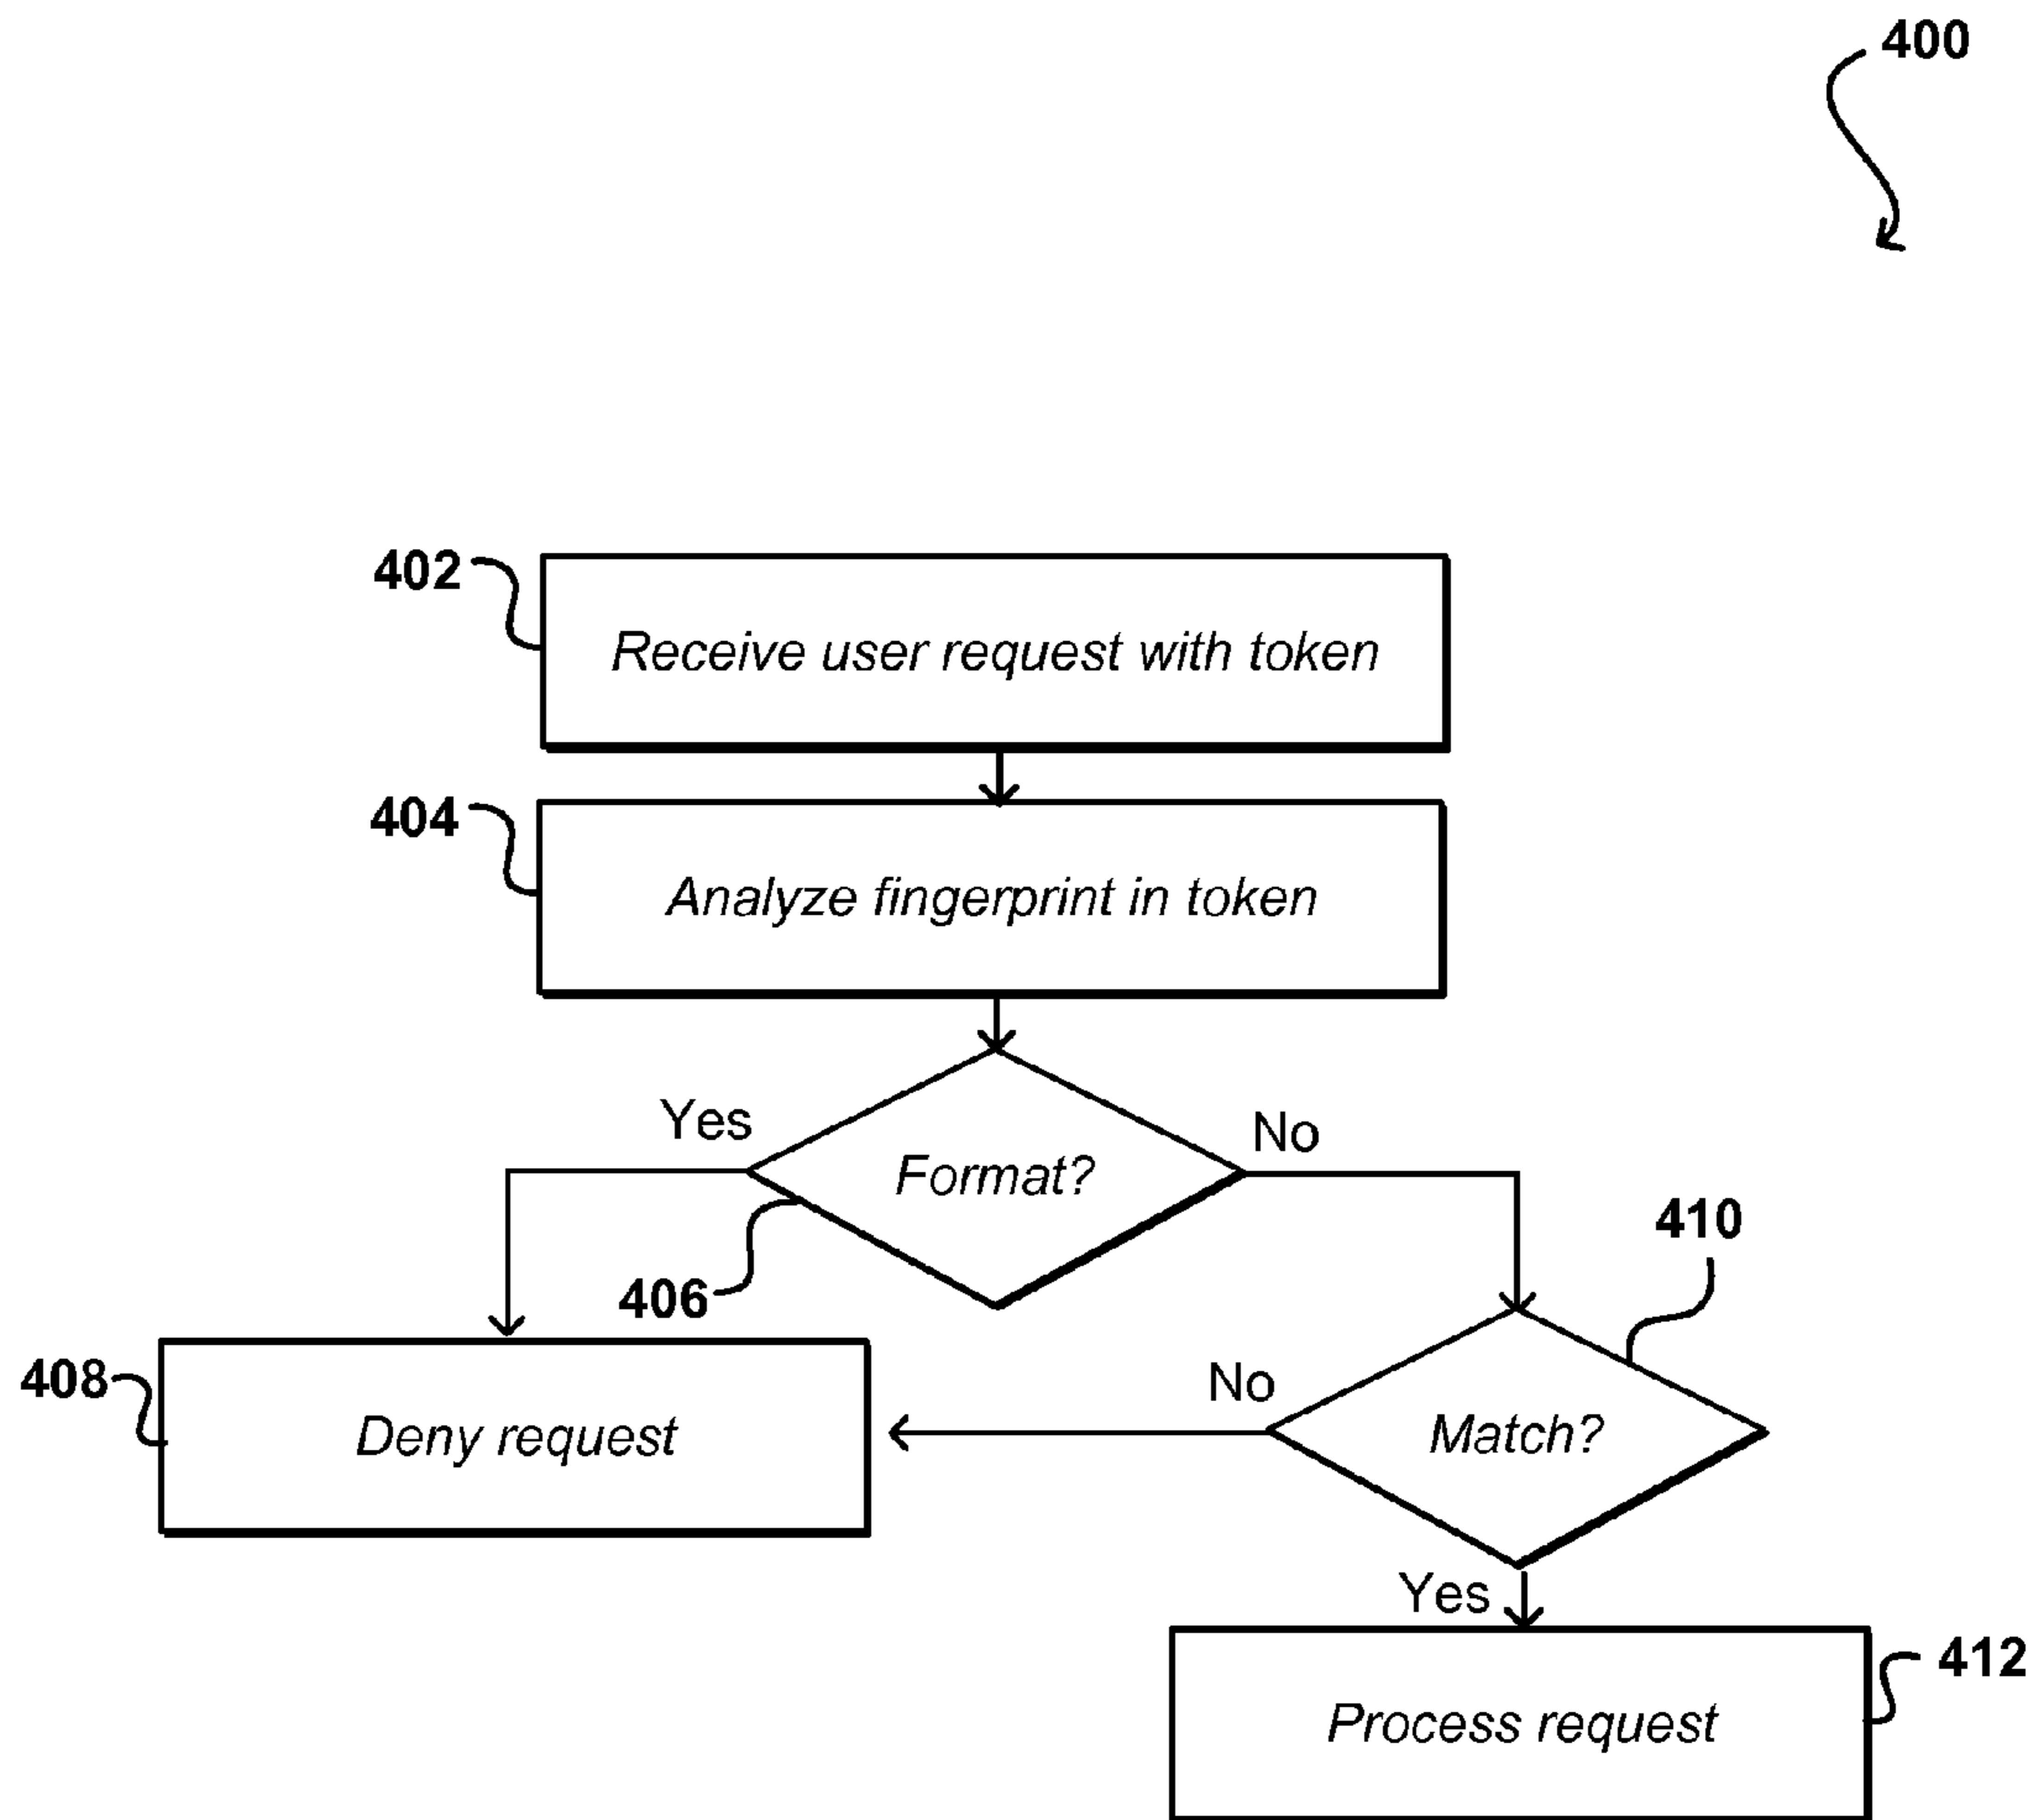 400
402
Receive user request with token
404
Analyze fingerprint in token
Yes
No
Format?
406
410
408
Deny request
No
Match?
Yes
412
Process request